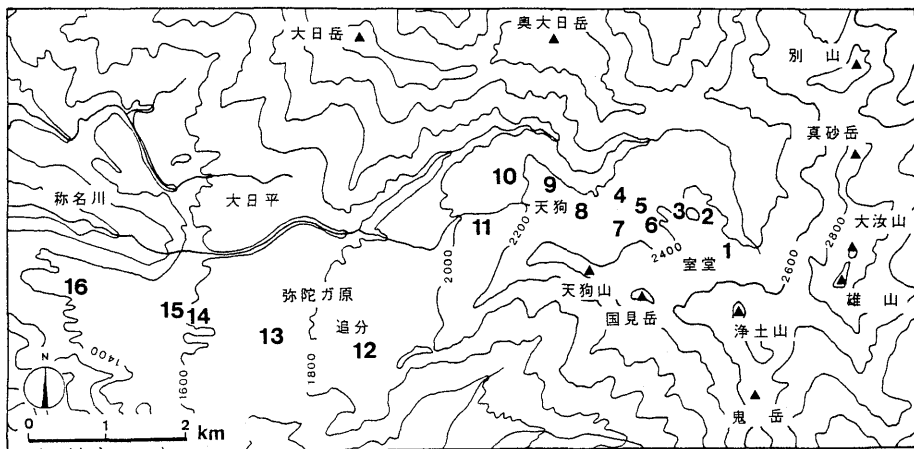 大日岳
奥大日岳
別山
真砂岳
称名川
大日平
10
9
天狗
8
4
5
7
6
3
2
1
室堂
大汝山
雄山
11
2200
2000
2400
2600
2800
天狗山
国見岳
浄土山
鬼岳
弥陀ガ原
追分
16
15
14
13
12
1400
1600
1800
N
0 2 km